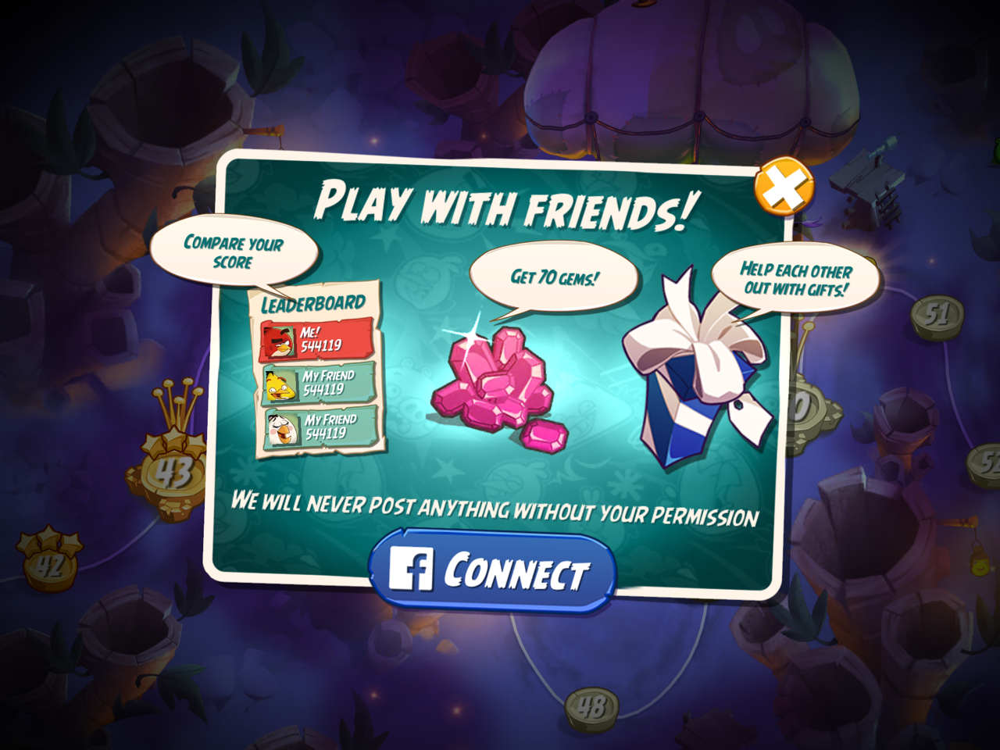 PLAY WITH FRIENDS!
COMPARE YOUR
SCORE
GET 70 GEMS!
HELP EACH OTHER
OUT WITH GIFTS!
LEADERBOARD
ME!
544119
MY FRIEND
544119
MY FRIEND
544119
51
43
42
48
WE WILL NEVER POST ANYTHING WITHOUT YOUR PERMISSION
f CONNECT